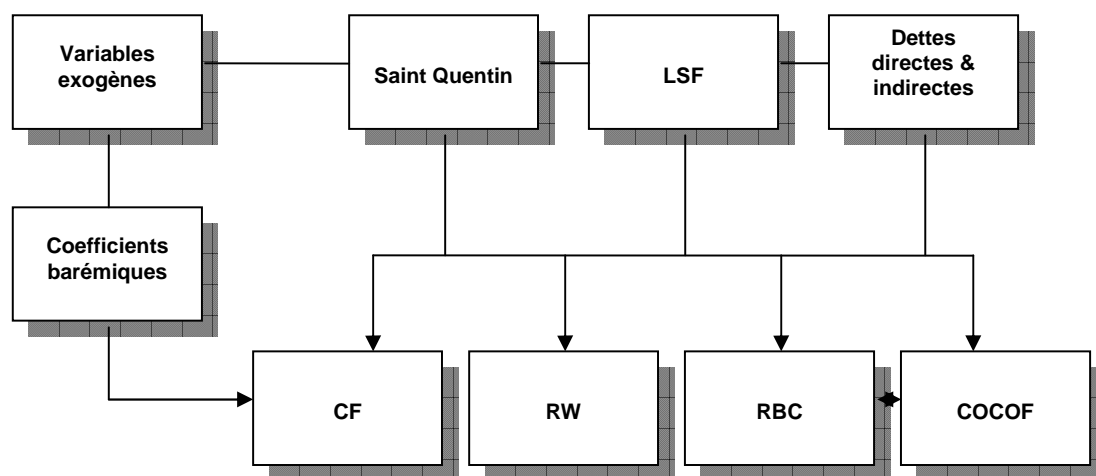 Variables
exogènes
Saint Quentin
LSF
Dettes
directes &
indirectes
Coefficients
barémiques
CF
RW
RBC
COCOF